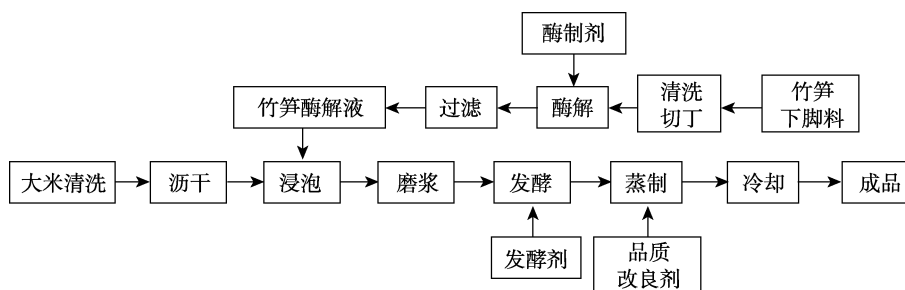 酶制剂
竹笋酶解液
过滤
酶解
清洗
切丁
竹笋
下脚料
大米清洗
沥干
浸泡
磨浆
发酵
蒸制
冷却
成品
发酵剂
品质
改良剂